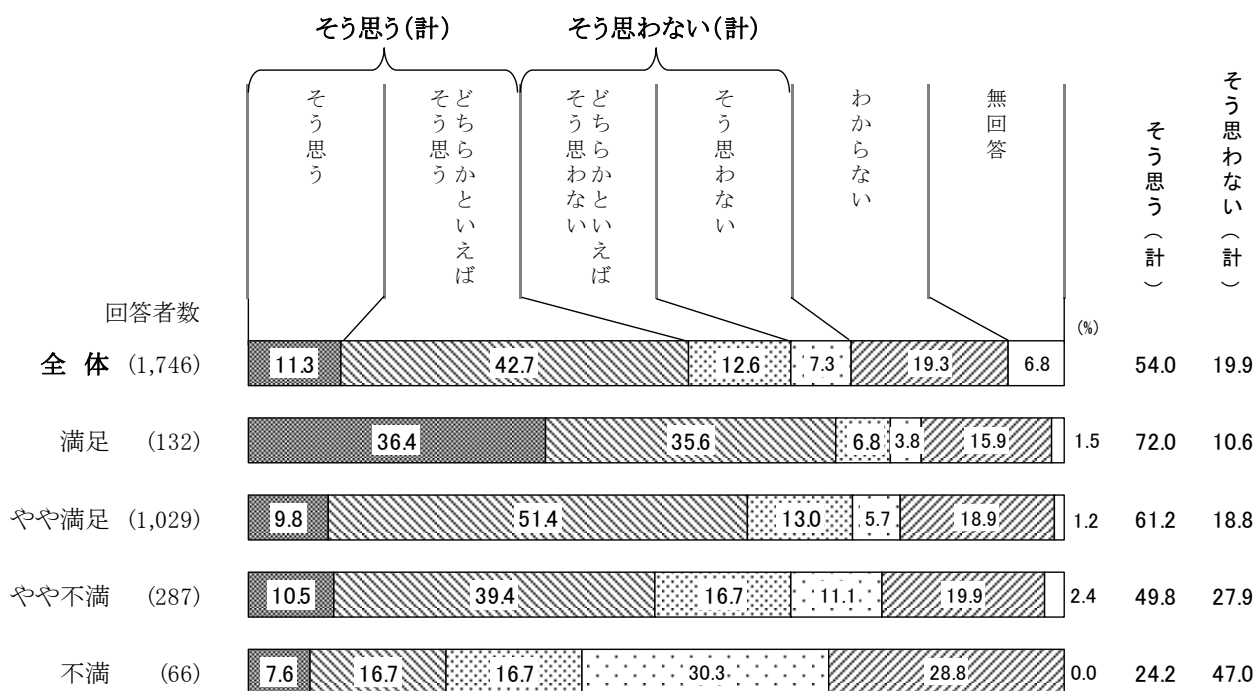 そう思う（計）
そう思わない（計）
そう思う
どちらかといえば
そう思う
どちらかといえば
そう思わない
そう思わない
わからない
無回答
そう思う（計）
そう思わない（計）
回答者数
(%)
全 体 (1,746) 11.3 42.7 12.6 7.3 19.3 6.8 54.0 19.9
満足 (132) 36.4 35.6 6.8 3.8 15.9 1.5 72.0 10.6
やや満足 (1,029) 9.8 51.4 13.0 5.7 18.9 1.2 61.2 18.8
やや不満 (287) 10.5 39.4 16.7 11.1 19.9 2.4 49.8 27.9
不満 (66) 7.6 16.7 16.7 30.3 28.8 0.0 24.2 47.0